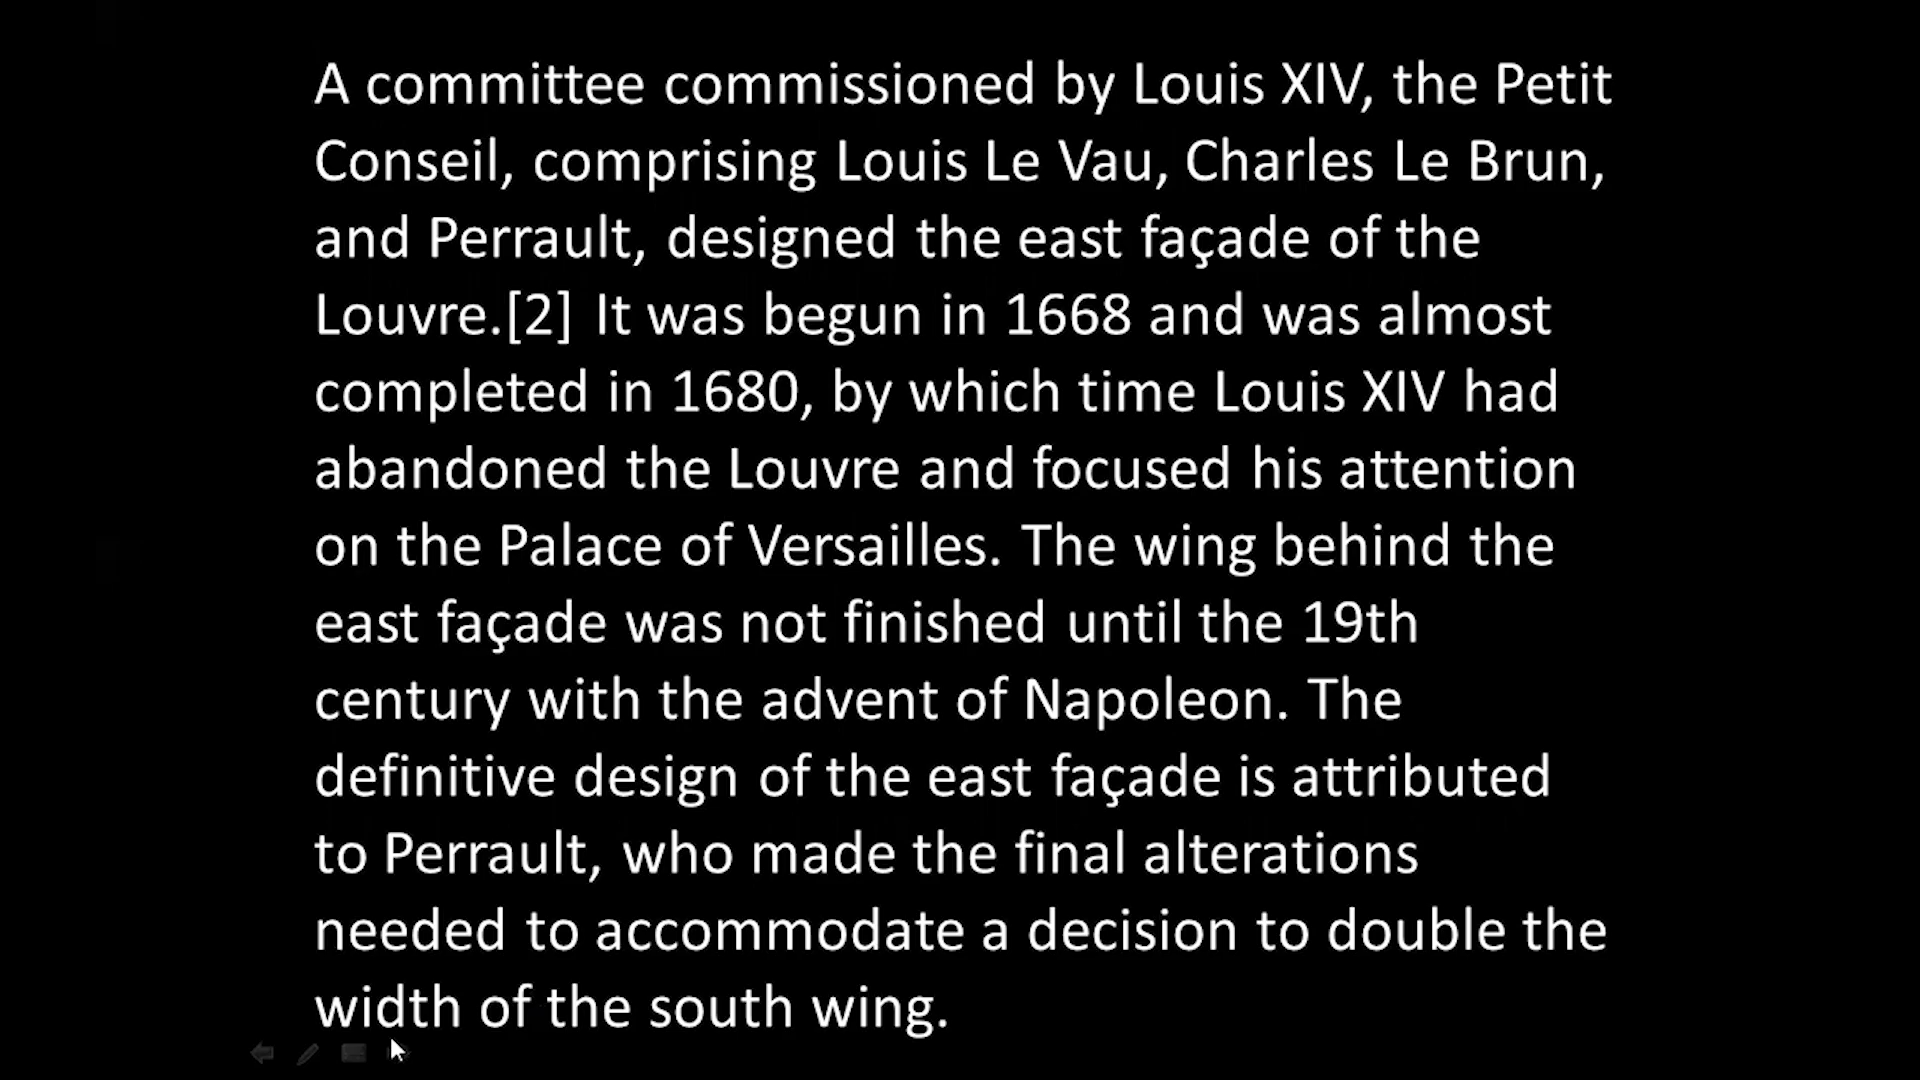 A committee commissioned by Louis XIV, the Petit
Conseil, comprising Louis Le Vau, Charles Le Brun,
and Perrault, designed the east façade of the
Louvre.[2] It was begun in 1668 and was almost
completed in 1680, by which time Louis XIV had
abandoned the Louvre and focused his attention
on the Palace of Versailles. The wing behind the
east façade was not finished until the 19th
century with the advent of Napoleon. The
definitive design of the east façade is attributed
to Perrault, who made the final alterations
needed to accommodate a decision to double the
width of the south wing.